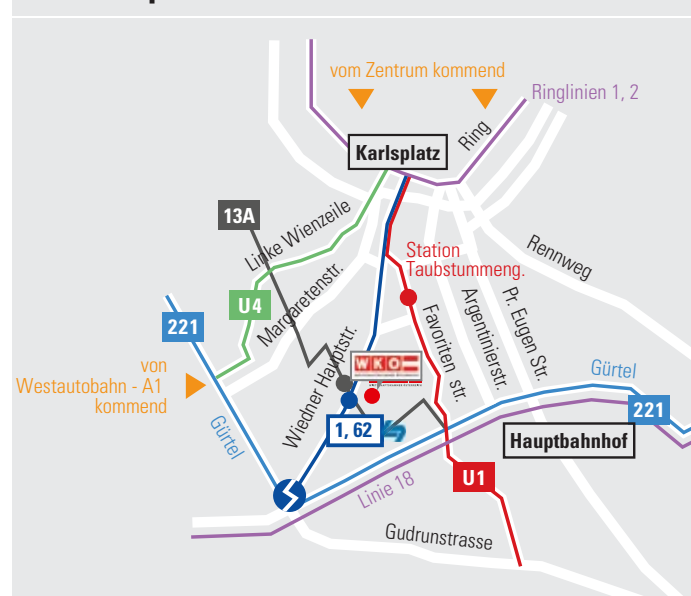 vom Zentrum kommend
Ringlinien 1, 2
Ring
Karlsplatz
13A
Linke Wienzeile
Rennweg
Station
Taubstummeng.
U4
Margaretenstr.
221
Favoriten str.
Argentinierstr.
Pr. Eugen Str.
Wiedner Hauptstr.
WKO
von
Westautobahn - A1
kommend
Gürtel
Gürtel
221
1, 62
Hauptbahnhof
U1
Linie 18
Gudrunstrasse